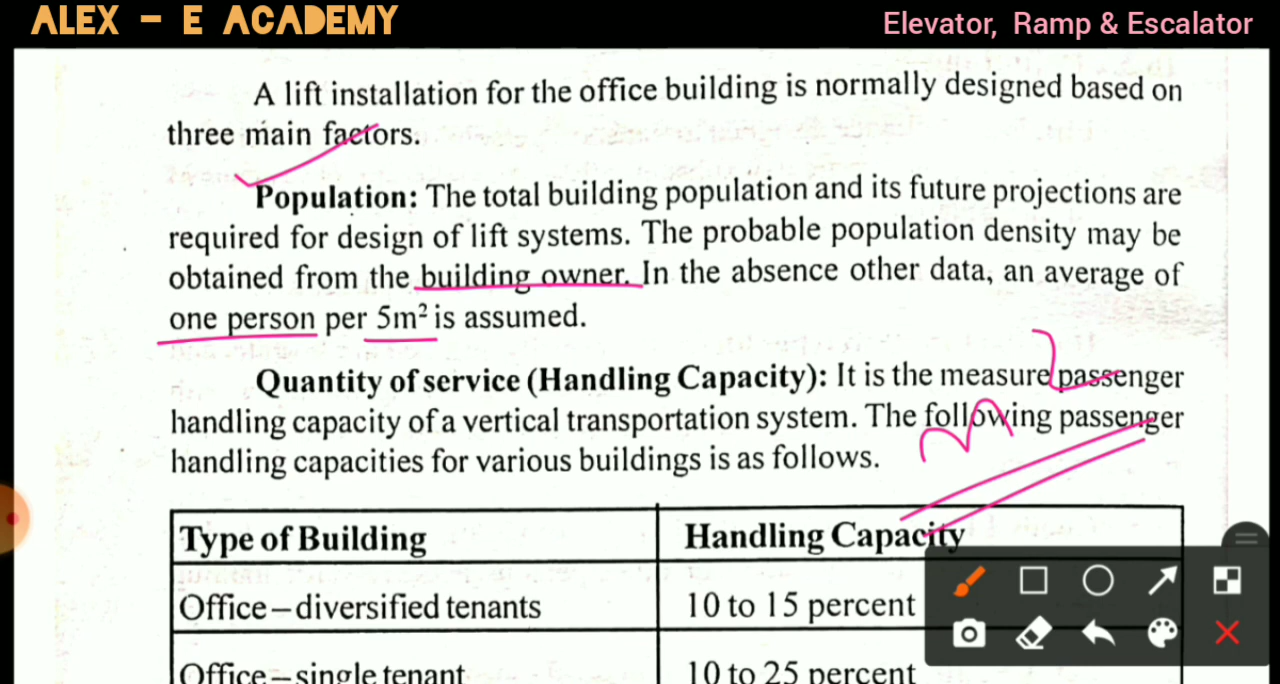 ALEX - E ACADEMY
Elevator, Ramp & Escalator
A lift installation for the office building is normally designed based on
three main factors.
Population: The total building population and its future projections are
required for design of lift systems. The probable population density may be
obtained from the building owner. In the absence other data, an average of
one person per 5m² is assumed.
Quantity of service (Handling Capacity): It is the measure passenger
handling capacity of a vertical transportation system. The following passenger
handling capacities for various buildings is as follows.
Type of Building Handling Capacity
Office – diversified tenants 10 to 15 percent
Office – single tenant 10 to 25 percent